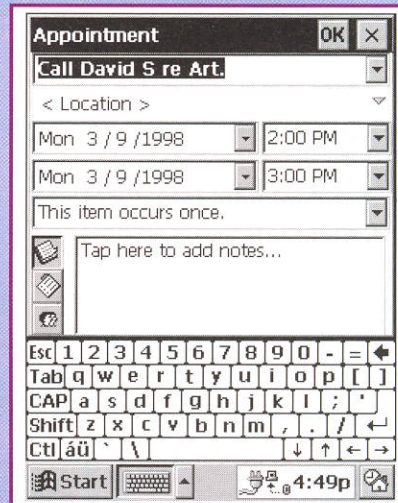 Appointment OK ×
Call David S re Art.
< Location >
Mon 3 / 9 /1998 2:00 PM
Mon 3 / 9 /1998 3:00 PM
This item occurs once.
Tap here to add notes...
Esc 1 2 3 4 5 6 7 8 9 0 - = 
Tab q w e r t y u i o p [ ]
CAP a s d f g h j k l ; '
Shift z x c v b n m , . / ↵
Ctl áü ` \ ↓ ↑ ← →
Start 4:49p